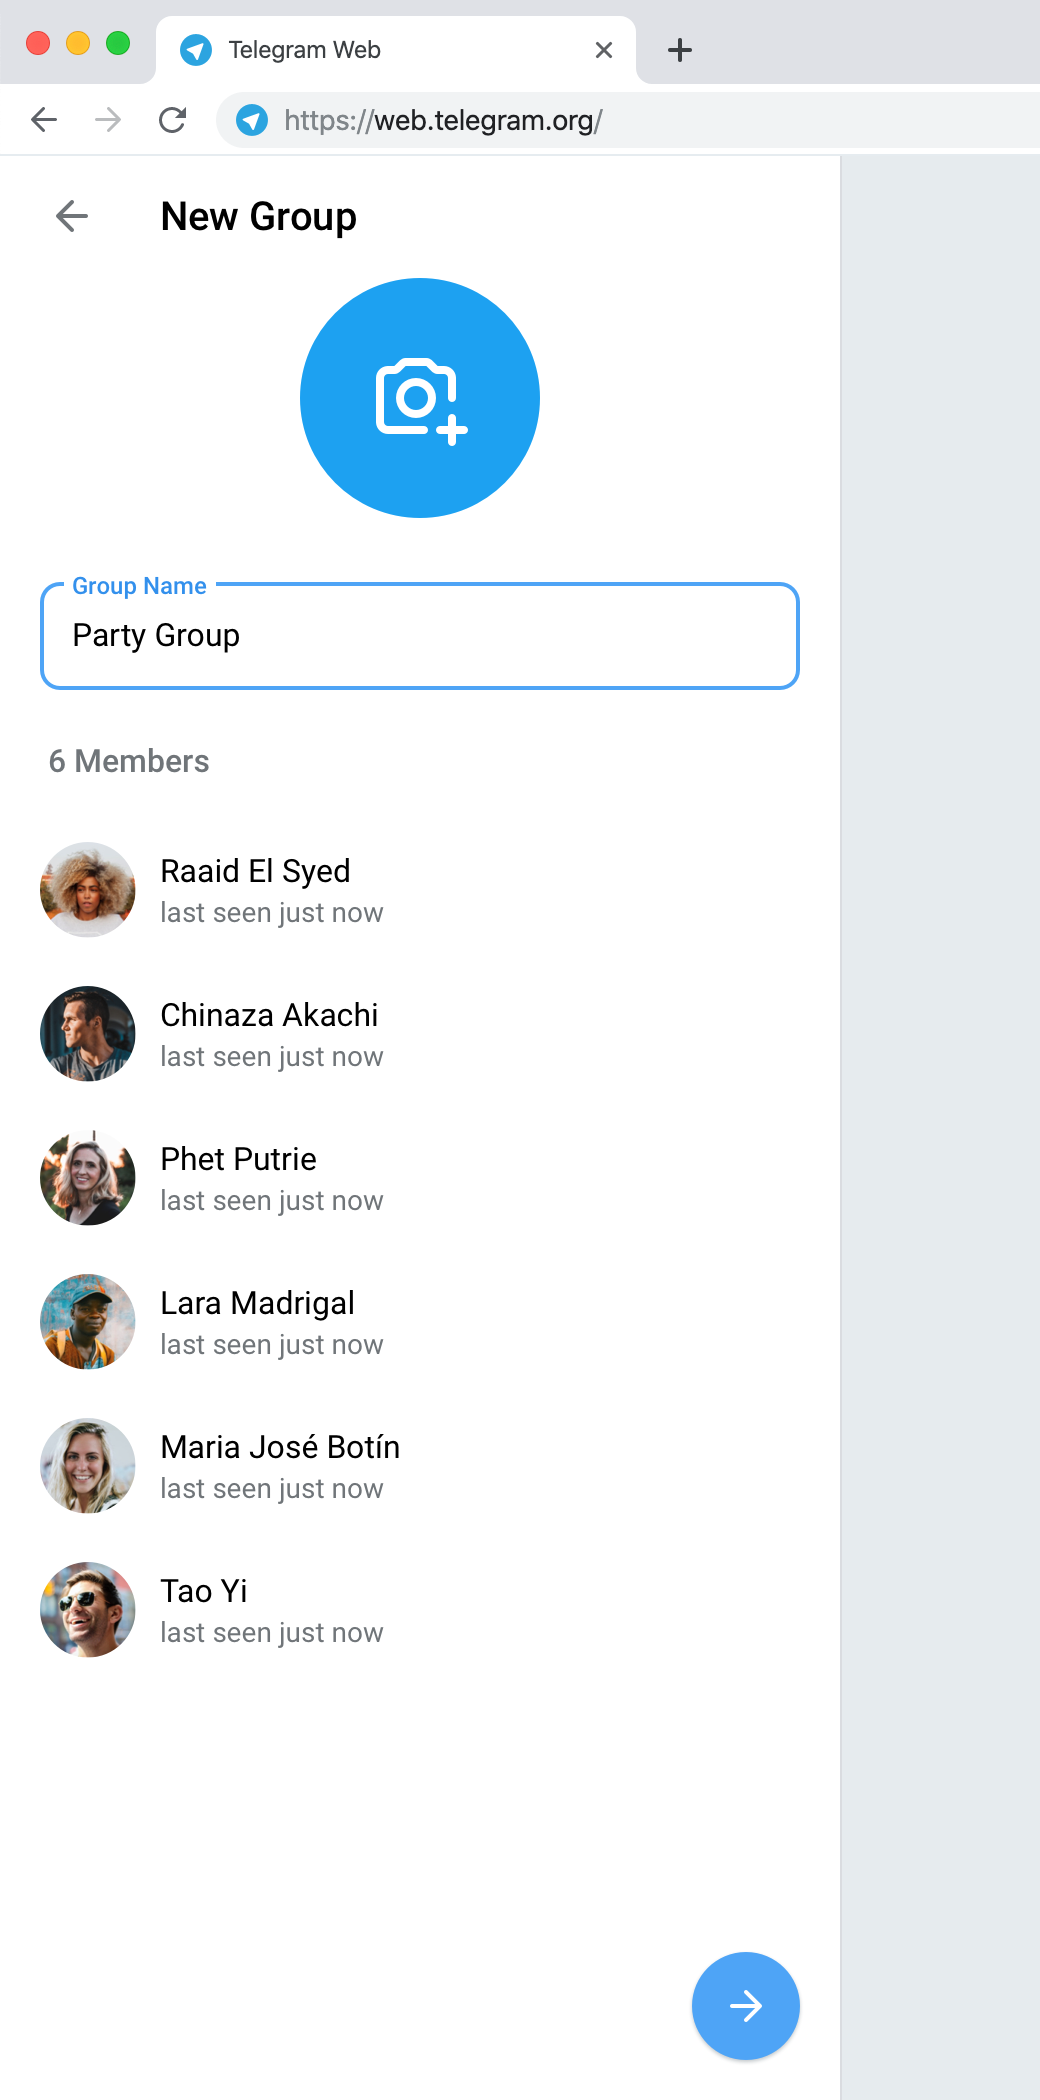 Telegram Web
https://web.telegram.org/
New Group
Group Name
Party Group
6 Members
Raaid El Syed
last seen just now
Chinaza Akachi
last seen just now
Phet Putrie
last seen just now
Lara Madrigal
last seen just now
Maria José Botín
last seen just now
Tao Yi
last seen just now